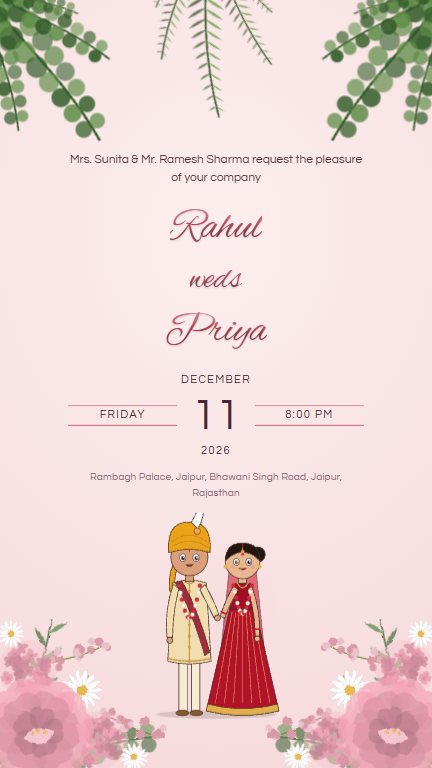 Mrs. Sunita & Mr. Ramesh Sharma request the pleasure
of your company
Rahul
weds
Priya
DECEMBER
FRIDAY 11 8:00 PM
2026
Rambagh Palace, Jaipur, Bhawani Singh Road, Jaipur,
Rajasthan